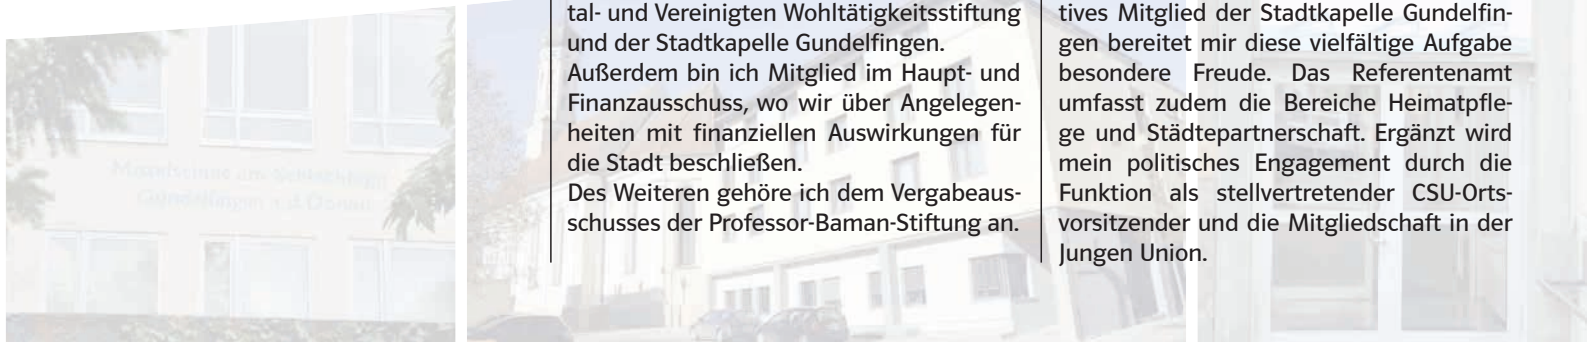 tal- und Vereinigten Wohltätigkeitsstiftung
und der Stadtkapelle Gundelfingen.
Außerdem bin ich Mitglied im Haupt- und
Finanzausschuss, wo wir über Angelegen-
heiten mit finanziellen Auswirkungen für
die Stadt beschließen.
Des Weiteren gehöre ich dem Vergabeaus-
schusses der Professor-Baman-Stiftung an.
tives Mitglied der Stadtkapelle Gundelfin-
gen bereitet mir diese vielfältige Aufgabe
besondere Freude. Das Referentenamt
umfasst zudem die Bereiche Heimatpfle-
ge und Städtepartnerschaft. Ergänzt wird
mein politisches Engagement durch die
Funktion als stellvertretender CSU-Orts-
vorsitzender und die Mitgliedschaft in der
Jungen Union.
Gundelfingen a.d. Donau